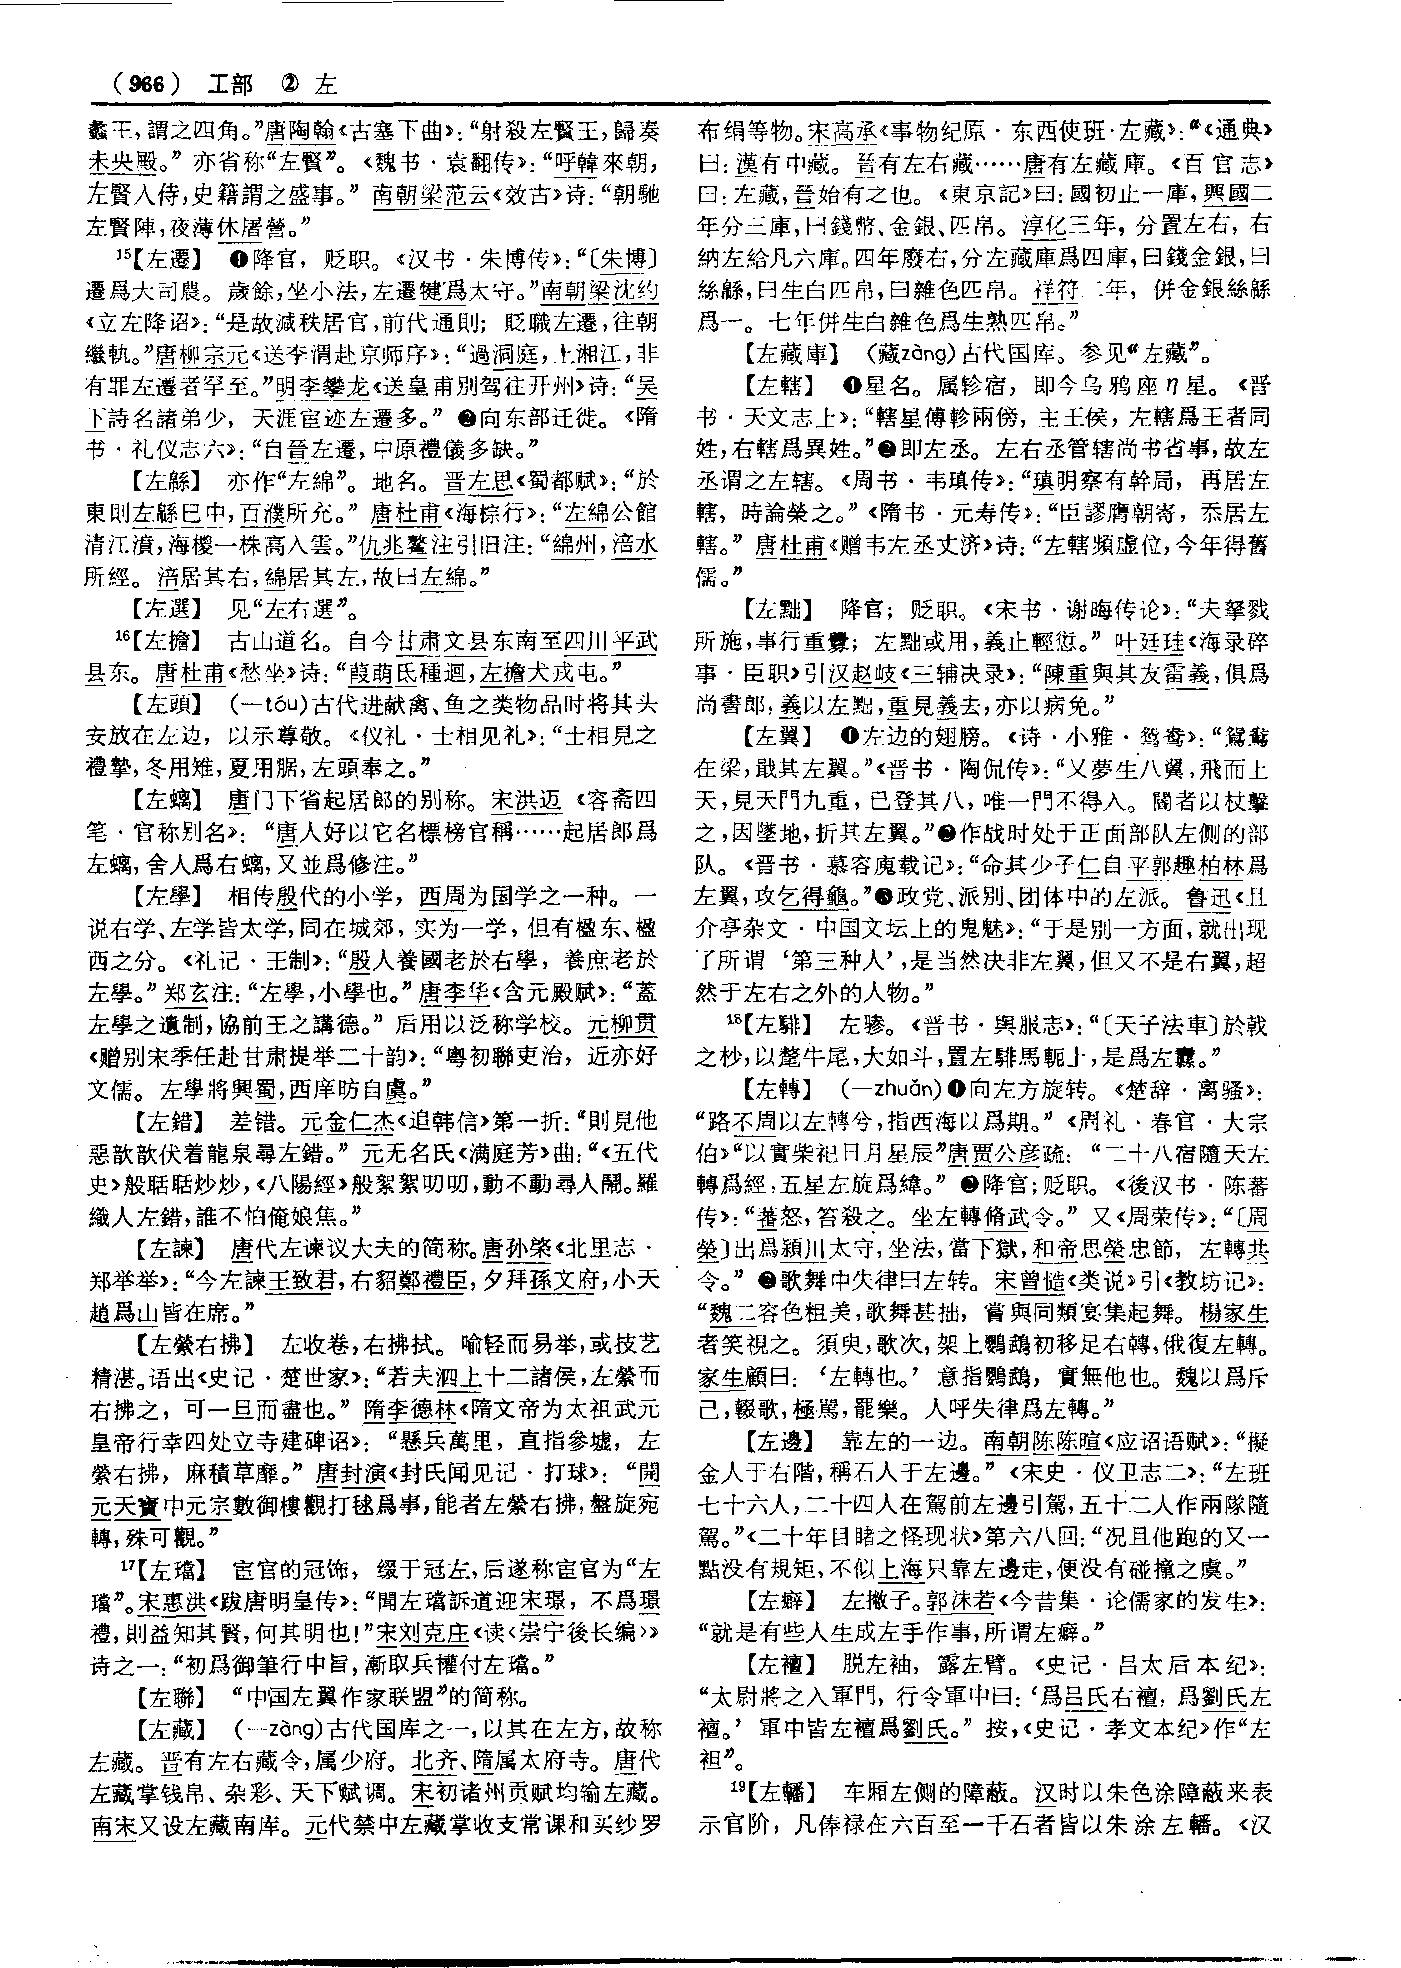 （966） 工部 ② 左
蠡王，謂之四角。”唐陶翰《古塞下曲》：“射殺左賢王，歸奏
未央殿。”亦省称“左賢”。《魏书·袁翻传》：“呼韓來朝，
左賢入侍，史籍謂之盛事。”南朝梁范云《效古》诗：“朝馳
左賢陣，夜薄休屠營。”
15【左遷】 ❶降官，贬职。《汉书·朱博传》：“〔朱博〕
遷爲大司農。歲餘，坐小法，左遷犍爲太守。”南朝梁沈约
《立左降诏》：“是故減秩居官，前代通則；貶職左遷，往朝
繼軌。”唐柳宗元《送李渭赴京师序》：“過洞庭，上湘江，非
有罪左遷者罕至。”明李攀龙《送皇甫别驾往开州》诗：“吴
下詩名諸弟少，天涯宦迹左遷多。”❷向东部迁徙。《隋
书·礼仪志六》：“自晉左遷，中原禮儀多缺。”
【左緜】 亦作“左綿”。地名。晋左思《蜀都赋》：“於
東則左緜巴中，百濮所充。”唐杜甫《海棕行》：“左綿公館
清江濆，海椶一株高入雲。”仇兆鳌注引旧注：“綿州，涪水
所經。涪居其右，綿居其左，故曰左綿。”
【左選】 见“左右選”。
16【左擔】 古山道名。自今甘肃文县东南至四川平武
县东。唐杜甫《愁坐》诗：“葭萌氐種迥，左擔犬戎屯。”
【左頭】 （—tóu）古代进献禽、鱼之类物品时将其头
安放在左边，以示尊敬。《仪礼·士相见礼》：“士相見之
禮摯，冬用雉，夏用腒，左頭奉之。”
【左螭】 唐门下省起居郎的别称。宋洪迈《容斋四
笔·官称别名》：“唐人好以它名標榜官稱……起居郎爲
左螭，舍人爲右螭，又並爲修注。”
【左學】 相传殷代的小学，西周为国学之一种。一
说右学、左学皆太学，同在城郊，实为一学，但有楹东、楹
西之分。《礼记·王制》：“殷人養國老於右學，養庶老於
左學。”郑玄注：“左學，小學也。”唐李华《含元殿赋》：“蓋
左學之遺制，協前王之講德。”后用以泛称学校。元柳贯
《赠别宋季任赴甘肃提举二十韵》：“粤初聯吏治，近亦好
文儒。左學將興蜀，西庠昉自虞。”
【左錯】 差错。元金仁杰《追韩信》第一折：“則見他
惡歆歆伏着龍泉尋左錯。”元无名氏《满庭芳》曲：“《五代
史》般聒聒炒炒，《八陽經》般絮絮叨叨，動不動尋人鬧。羅
織人左錯，誰不怕俺娘焦。”
【左諫】 唐代左谏议大夫的简称。唐孙棨《北里志·
郑举举》：“今左諫王致君，右貂鄭禮臣，夕拜孫文府，小天
趙爲山皆在席。”
【左縈右拂】 左收卷，右拂拭。喻轻而易举，或技艺
精湛。语出《史记·楚世家》：“若夫泗上十二諸侯，左縈而
右拂之，可一旦而盡也。”隋李德林《隋文帝为太祖武元
皇帝行幸四处立寺建碑诏》：“懸兵萬里，直指參墟，左
縈右拂，麻積草靡。”唐封演《封氏闻见记·打球》：“開
元天寶中元宗數御樓觀打毬爲事，能者左縈右拂，盤旋宛
轉，殊可觀。”
17【左璫】 宦官的冠饰，缀于冠左，后遂称宦官为“左
璫”。宋惠洪《跋唐明皇传》：“聞左璫訴道迎宋璟，不爲璟
禮，則益知其賢，何其明也！”宋刘克庄《读〈崇宁後长编〉》
诗之一：“初爲御筆行中旨，漸取兵權付左璫。”
【左聯】 “中国左翼作家联盟”的简称。
【左藏】 （—zàng）古代国库之一，以其在左方，故称
左藏。晋有左右藏令，属少府。北齐、隋属太府寺。唐代
左藏掌钱帛、杂彩、天下赋调。宋初诸州贡赋均输左藏。
南宋又设左藏南库。元代禁中左藏掌收支常课和买纱罗
布绢等物。宋高承《事物纪原·东西使班·左藏》：“《通典》
曰：漢有中藏。晉有左右藏……唐有左藏庫。《百官志》
曰：左藏，晉始有之也。《東京記》曰：國初止一庫，興國二
年分三庫，曰錢幣、金銀、匹帛。淳化三年，分置左右，右
納左給凡六庫。四年廢右，分左藏庫爲四庫，曰錢金銀，曰
絲緜，曰生白匹帛，曰雜色匹帛。祥符二年，併金銀絲緜
爲一。七年併生白雜色爲生熟匹帛。”
【左藏庫】 （藏zàng）古代国库。参见“左藏”。
【左轄】 ❶星名。属轸宿，即今乌鸦座η星。《晋
书·天文志上》：“轄星傅軫兩傍，主王侯，左轄爲王者同
姓，右轄爲異姓。”❷即左丞。左右丞管辖尚书省事，故左
丞谓之左辖。《周书·韦瑱传》：“瑱明察有幹局，再居左
轄，時論榮之。”《隋书·元寿传》：“臣謬膺朝寄，忝居左
轄。”唐杜甫《赠韦左丞丈济》诗：“左轄頻虚位，今年得舊
儒。”
【左黜】 降官；贬职。《宋书·谢晦传论》：“夫孥戮
所施，事行重釁；左黜或用，義止輕愆。”叶廷珪《海录碎
事·臣职》引汉赵岐《三辅决录》：“陳重與其友雷義，俱爲
尚書郎，義以左黜，重見義去，亦以病免。”
【左翼】 ❶左边的翅膀。《诗·小雅·鸳鸯》：“鴛鴦
在梁，戢其左翼。”《晋书·陶侃传》：“又夢生八翼，飛而上
天，見天門九重，已登其八，唯一門不得入。閽者以杖擊
之，因墜地，折其左翼。”❷作战时处于正面部队左侧的部
队。《晋书·慕容廆载记》：“命其少子仁自平郭趣柏林爲
左翼，攻乞得龜。”❸政党、派别、团体中的左派。鲁迅《且
介亭杂文·中国文坛上的鬼魅》：“于是别一方面，就出现
了所谓‘第三种人’，是当然决非左翼，但又不是右翼，超
然于左右之外的人物。”
18【左騑】 左骖。《晋书·舆服志》：“〔天子法車〕於戟
之杪，以氂牛尾，大如斗，置左騑馬軛上，是爲左纛。”
【左轉】 （—zhuǎn）❶向左方旋转。《楚辞·离骚》：
“路不周以左轉兮，指西海以爲期。”《周礼·春官·大宗
伯》“以實柴祀日月星辰”唐贾公彦疏：“二十八宿隨天左
轉爲經，五星左旋爲緯。”❷降官；贬职。《後汉书·陈蕃
传》：“蕃怒，笞殺之。坐左轉脩武令。”又《周荣传》：“〔周
榮〕出爲潁川太守，坐法，當下獄，和帝思榮忠節，左轉共
令。”❸歌舞中失律曰左转。宋曾慥《类说》引《教坊记》：
“魏二容色粗美，歌舞甚拙，嘗與同類宴集起舞。楊家生
者笑視之。須臾，歌次，架上鸚鵡初移足右轉，俄復左轉。
家生顧曰：‘左轉也。’意指鸚鵡，實無他也。魏以爲斥
己，輟歌，極駡，罷樂。人呼失律爲左轉。”
【左邊】 靠左的一边。南朝陈陈暄《应诏语赋》：“擬
金人于右階，稱石人于左邊。”《宋史·仪卫志二》：“左班
七十六人，二十四人在駕前左邊引駕，五十二人作兩隊隨
駕。”《二十年目睹之怪现状》第六八回：“况且他跑的又一
點没有規矩，不似上海只靠左邊走，便没有碰撞之虞。”
【左癖】 左撇子。郭沫若《今昔集·论儒家的发生》：
“就是有些人生成左手作事，所谓左癖。”
【左襢】 脱左袖，露左臂。《史记·吕太后本纪》：
“太尉將之入軍門，行令軍中曰：‘爲吕氏右襢，爲劉氏左
襢。’軍中皆左襢爲劉氏。”按，《史记·孝文本纪》作“左
袒”。
19【左轓】 车厢左侧的障蔽。汉时以朱色涂障蔽来表
示官阶，凡俸禄在六百至一千石者皆以朱涂左轓。《汉